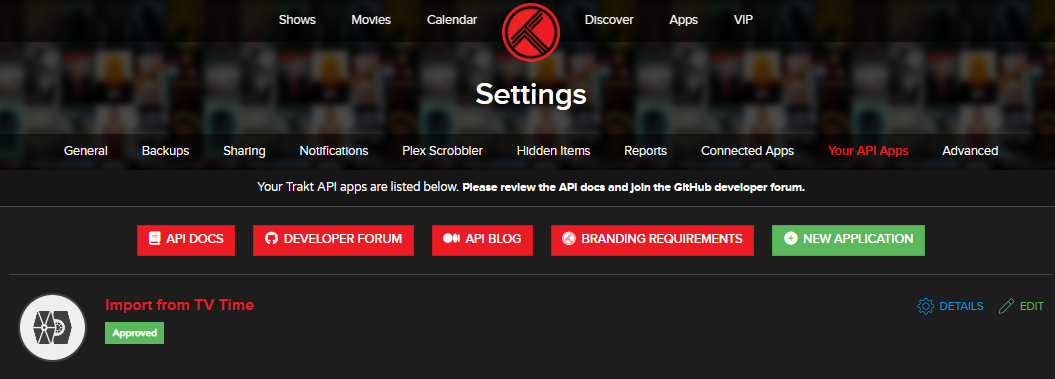 Shows Movies Calendar Discover Apps VIP
Settings
General Backups Sharing Notifications Plex Scrobbler Hidden Items Reports Connected Apps Your API Apps Advanced
Your Trakt API apps are listed below. Please review the API docs and join the GitHub developer forum.
API DOCS DEVELOPER FORUM API BLOG BRANDING REQUIREMENTS NEW APPLICATION
Import from TV Time DETAILS EDIT
Approved